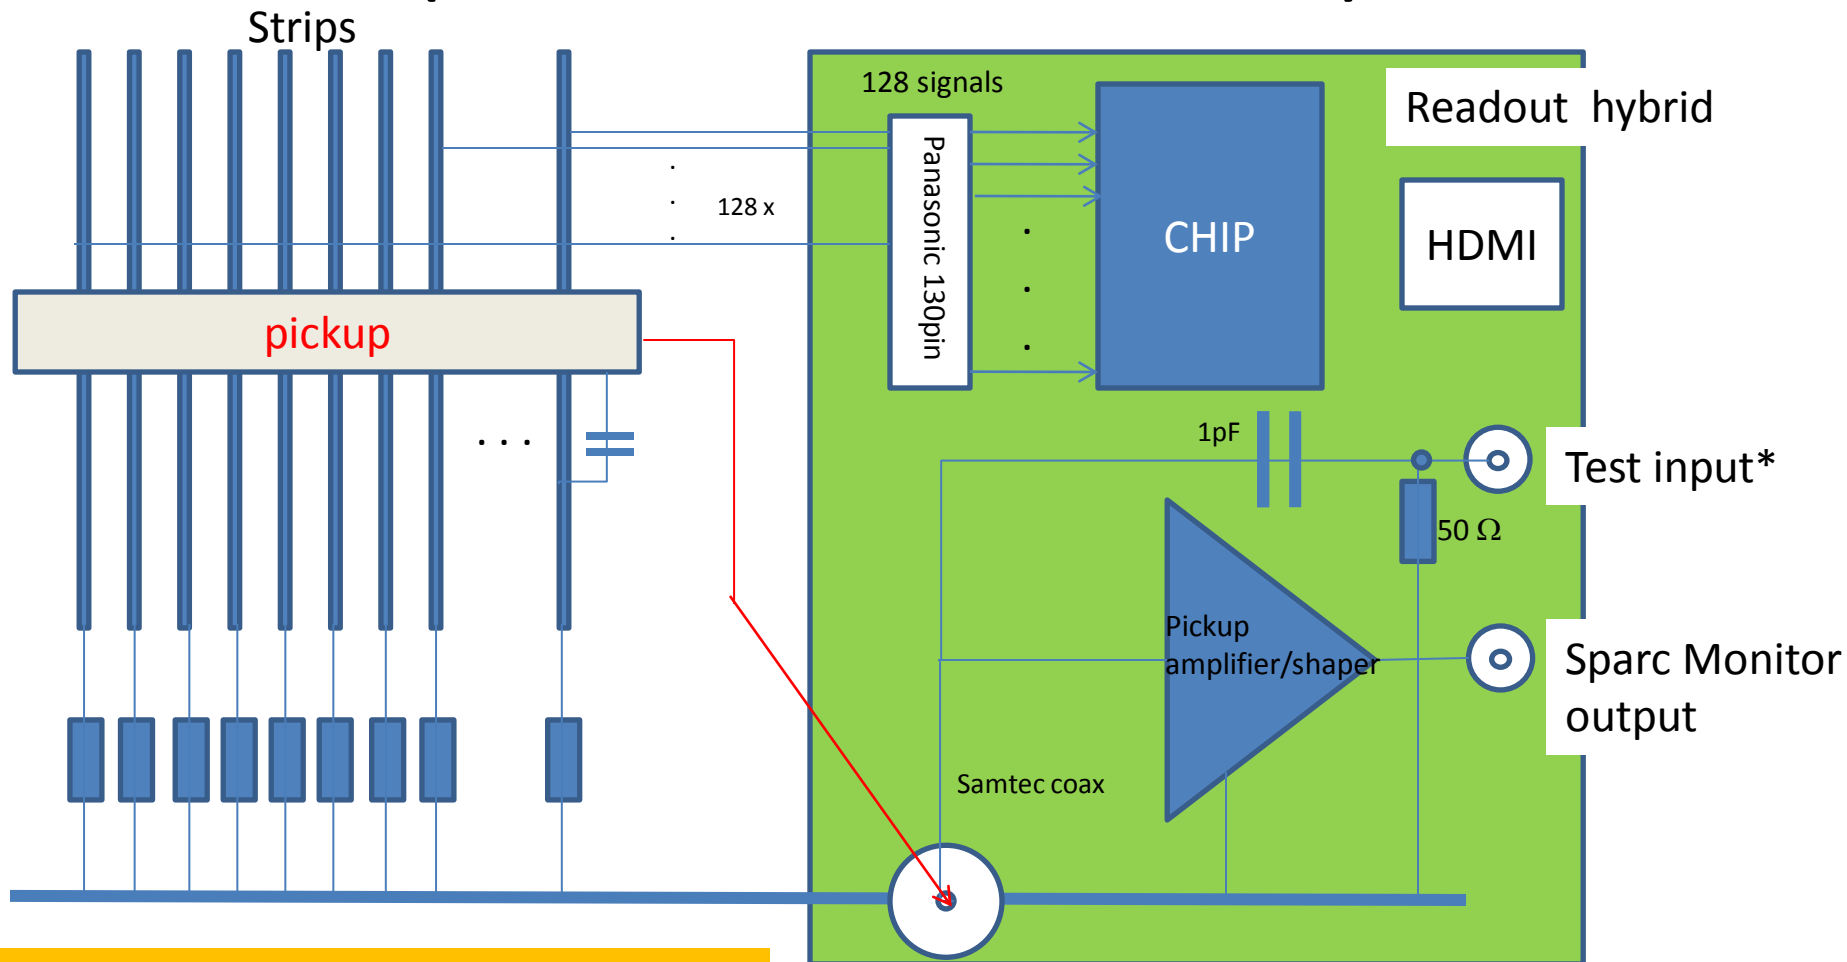 Strips
128 signals
Readout hybrid
Panasonic 130pin
128 x
CHIP
HDMI
pickup
. . .
1pF
Test input*
50 Ω
Pickup
amplifier/shaper
Sparc Monitor
output
Samtec coax